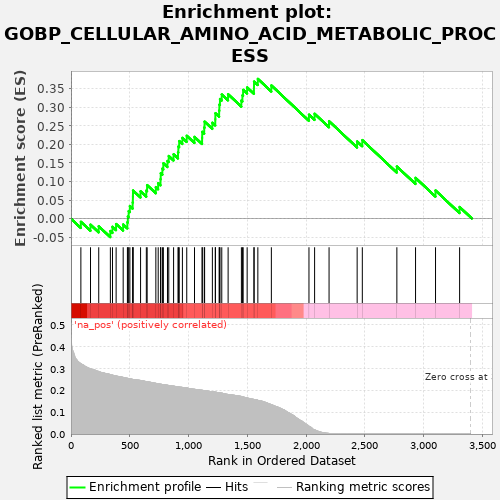 Enrichment plot:
GOBP_CELLULAR_AMINO_ACID_METABOLIC_PROC
ESS
Enrichment score (ES)
0.35
0.30
0.25
0.20
0.15
0.10
0.05
0.00
-0.05
Ranked list metric (PreRanked)
'na_pos' (positively correlated)
0.5
0.4
0.3
0.2
0.1
0.0
Zero cross at
0
500
1,000
1,500
2,000
2,500
3,000
3,500
Rank in Ordered Dataset
Enrichment profile
Hits
Ranking metric scores